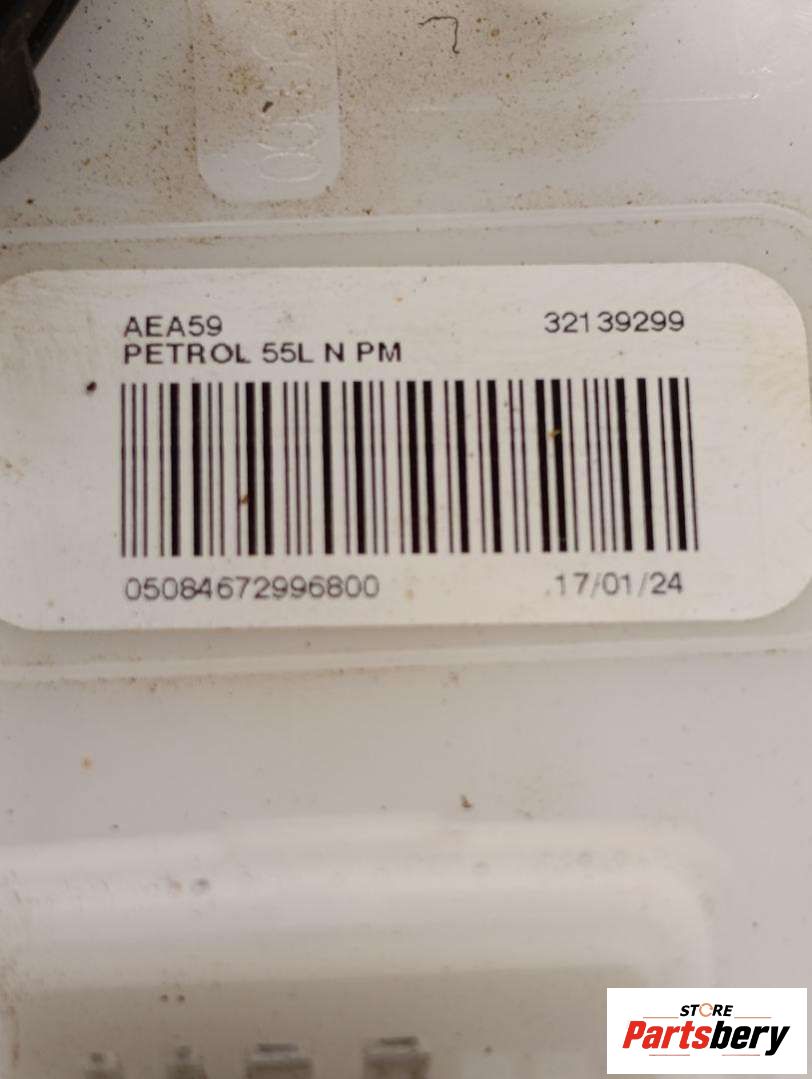 AEA59 32139299
PETROL 55L N PM
05084672996800 17/01/24
STORE
Partsbery